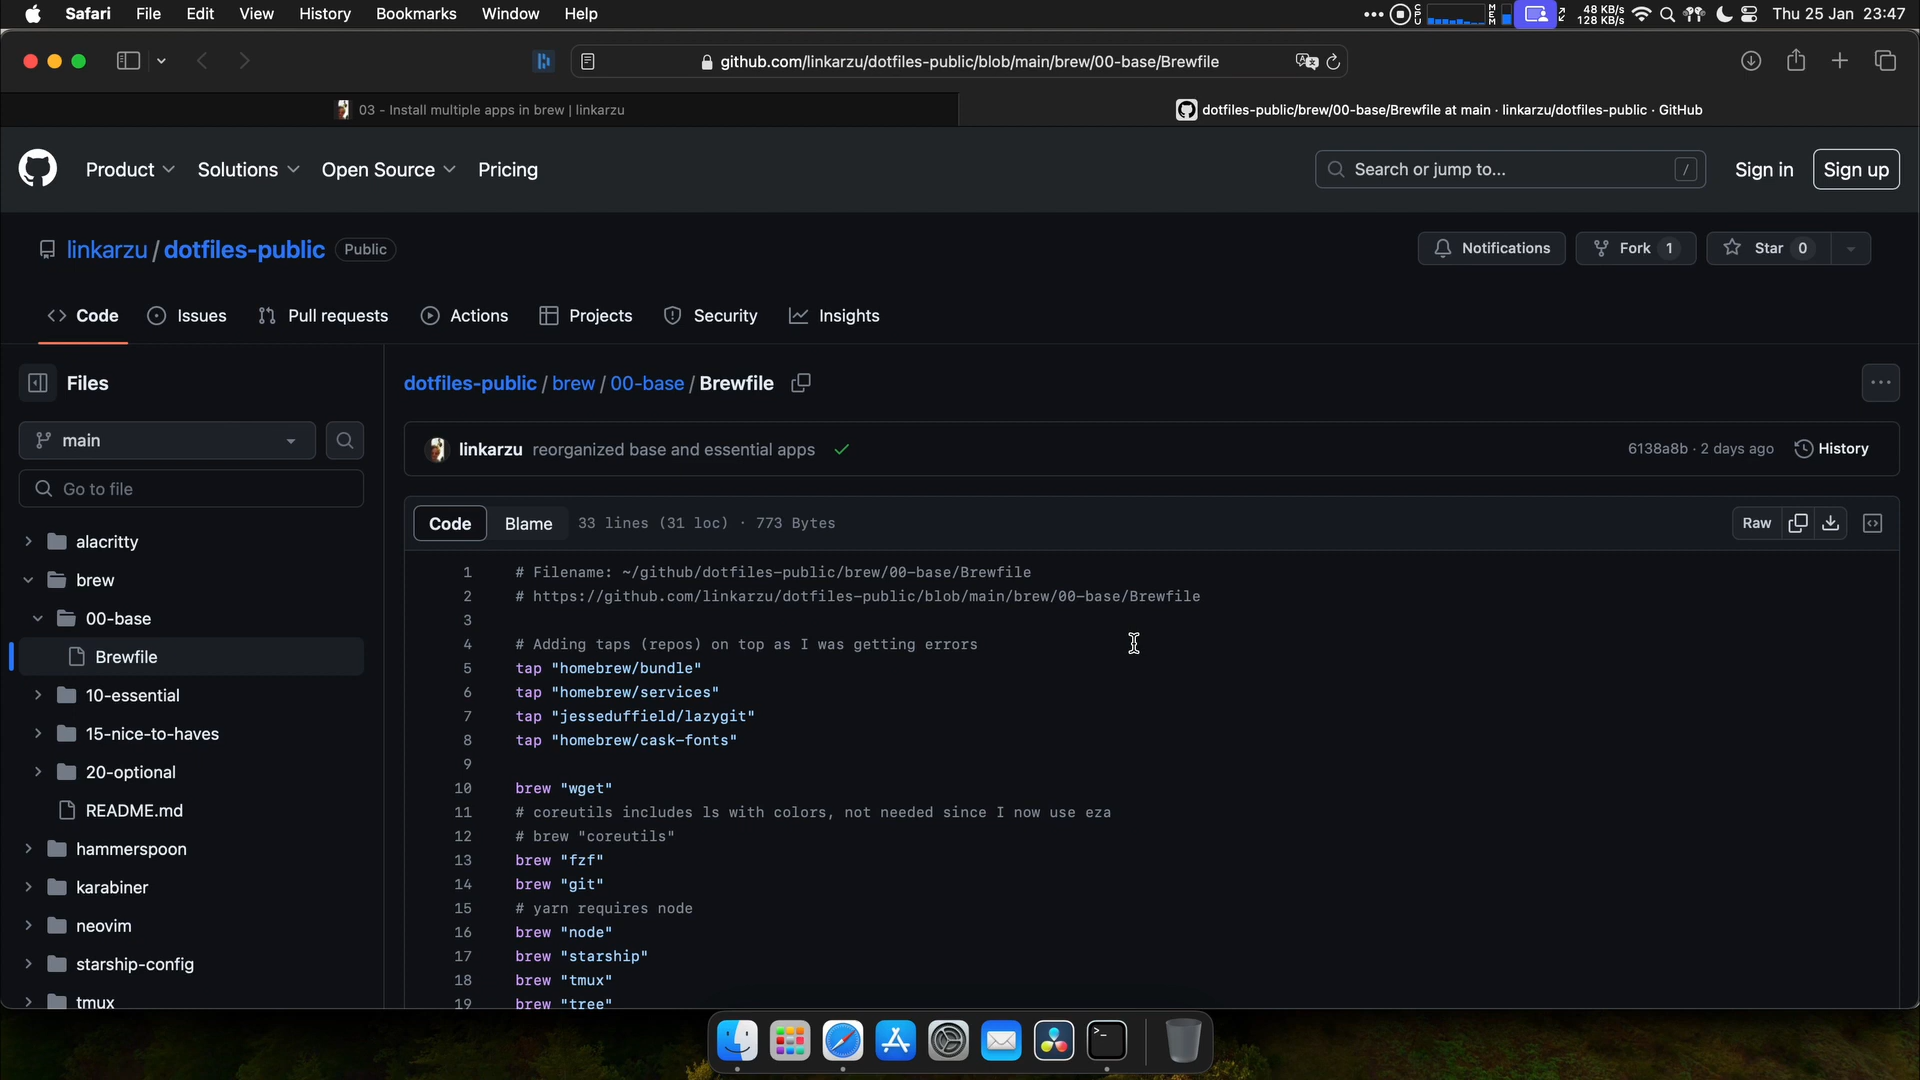 Safari File Edit View History Bookmarks Window Help
48 KB/s
128 KB/s
Thu 25 Jan 23:47
github.com/linkarzu/dotfiles-public/blob/main/brew/00-base/Brewfile
03 - Install multiple apps in brew | linkarzu
dotfiles-public/brew/00-base/Brewfile at main · linkarzu/dotfiles-public · GitHub
Product Solutions Open Source Pricing
Search or jump to... /
Sign in
Sign up
linkarzu / dotfiles-public Public
Notifications
Fork 1
Star 0
Code Issues Pull requests Actions Projects Security Insights
Files
main
Go to file
alacritty
brew
00-base
Brewfile
10-essential
15-nice-to-haves
20-optional
README.md
hammerspoon
karabiner
neovim
starship-config
tmux
dotfiles-public / brew / 00-base / Brewfile
linkarzu reorganized base and essential apps
6138a8b · 2 days ago History
Code Blame 33 lines (31 loc) · 773 Bytes
Raw
1 # Filename: ~/github/dotfiles-public/brew/00-base/Brewfile
2 # https://github.com/linkarzu/dotfiles-public/blob/main/brew/00-base/Brewfile
3
4 # Adding taps (repos) on top as I was getting errors
5 tap "homebrew/bundle"
6 tap "homebrew/services"
7 tap "jesseduffield/lazygit"
8 tap "homebrew/cask-fonts"
9
10 brew "wget"
11 # coreutils includes ls with colors, not needed since I now use eza
12 # brew "coreutils"
13 brew "fzf"
14 brew "git"
15 # yarn requires node
16 brew "node"
17 brew "starship"
18 brew "tmux"
19 brew "tree"